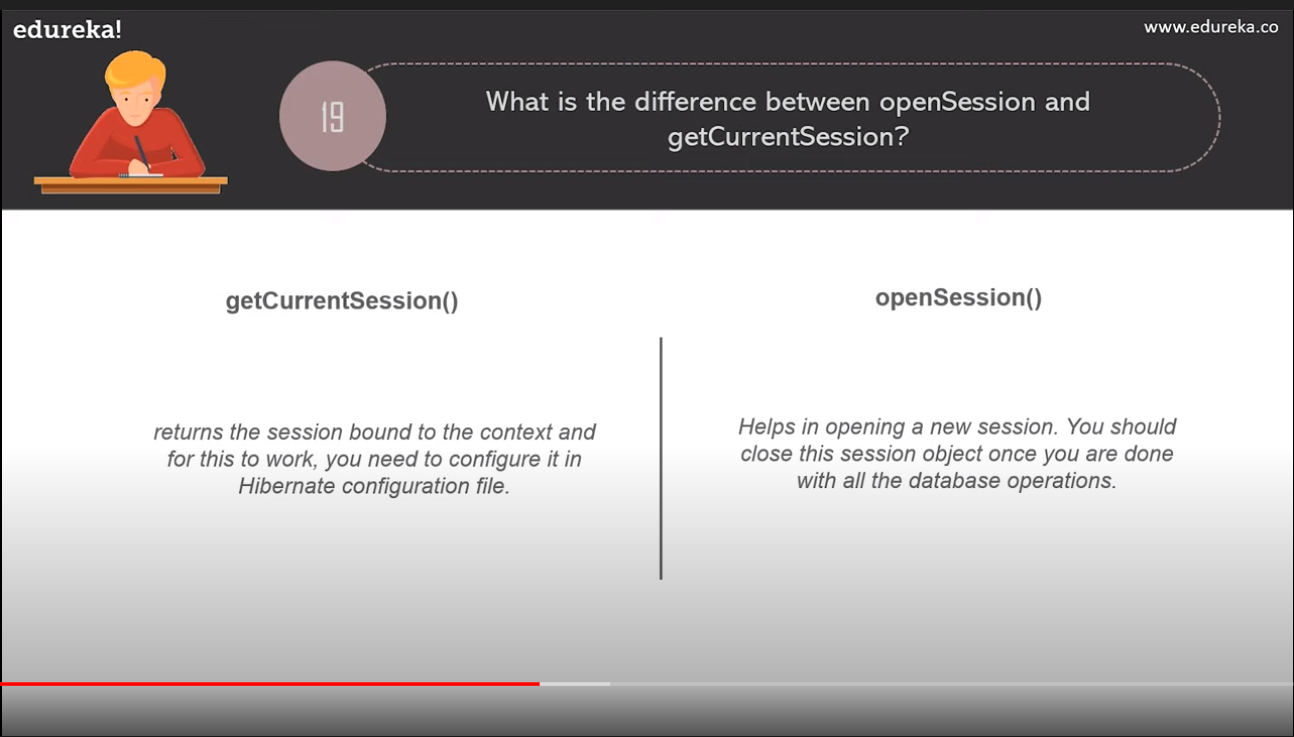 edureka!
www.edureka.co
19
What is the difference between openSession and
getCurrentSession?
getCurrentSession()
returns the session bound to the context and
for this to work, you need to configure it in
Hibernate configuration file.
openSession()
Helps in opening a new session. You should
close this session object once you are done
with all the database operations.